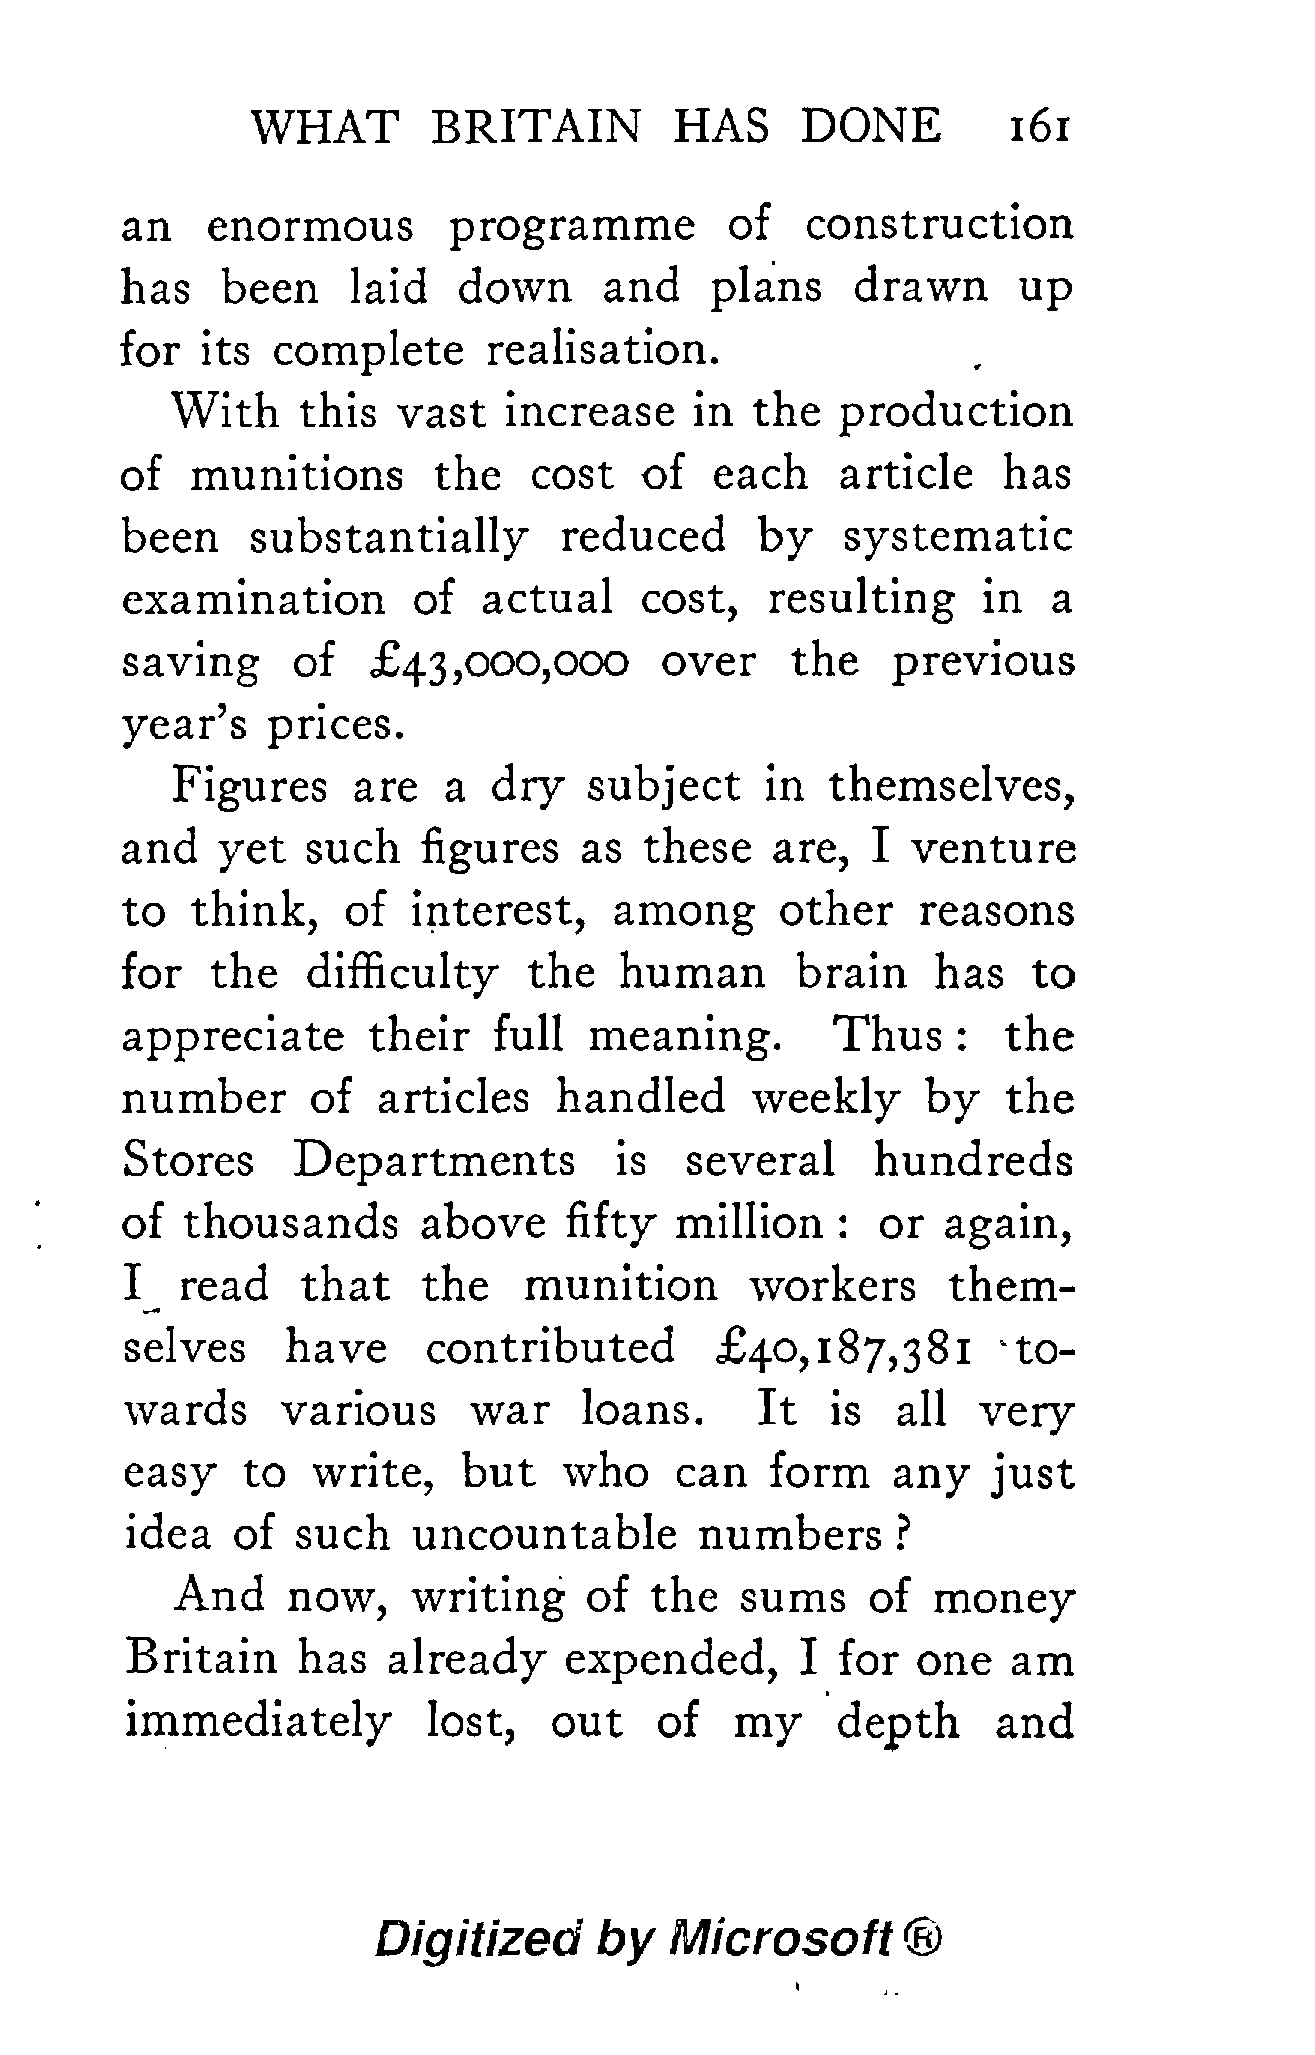 WHAT BRITAIN HAS DONE 161
an enormous programme of construction
has been laid down and plans drawn up
for its complete realisation.
With this vast increase in the production
of munitions the cost of each article has
been substantially reduced by systematic
examination of actual cost, resulting in a
saving of £43,000,000 over the previous
year's prices.
Figures are a dry subject in themselves,
and yet such figures as these are, I venture
to think, of interest, among other reasons
for the difficulty the human brain has to
appreciate their full meaning. Thus : the
number of articles handled weekly by the
Stores Departments is several hundreds
of thousands above fifty million : or again,
I read that the munition workers them-
selves have contributed £40,187,381 to-
wards various war loans. It is all very
easy to write, but who can form any just
idea of such uncountable numbers ?
And now, writing of the sums of money
Britain has already expended, I for one am
immediately lost, out of my depth and
Digitized by Microsoft ®